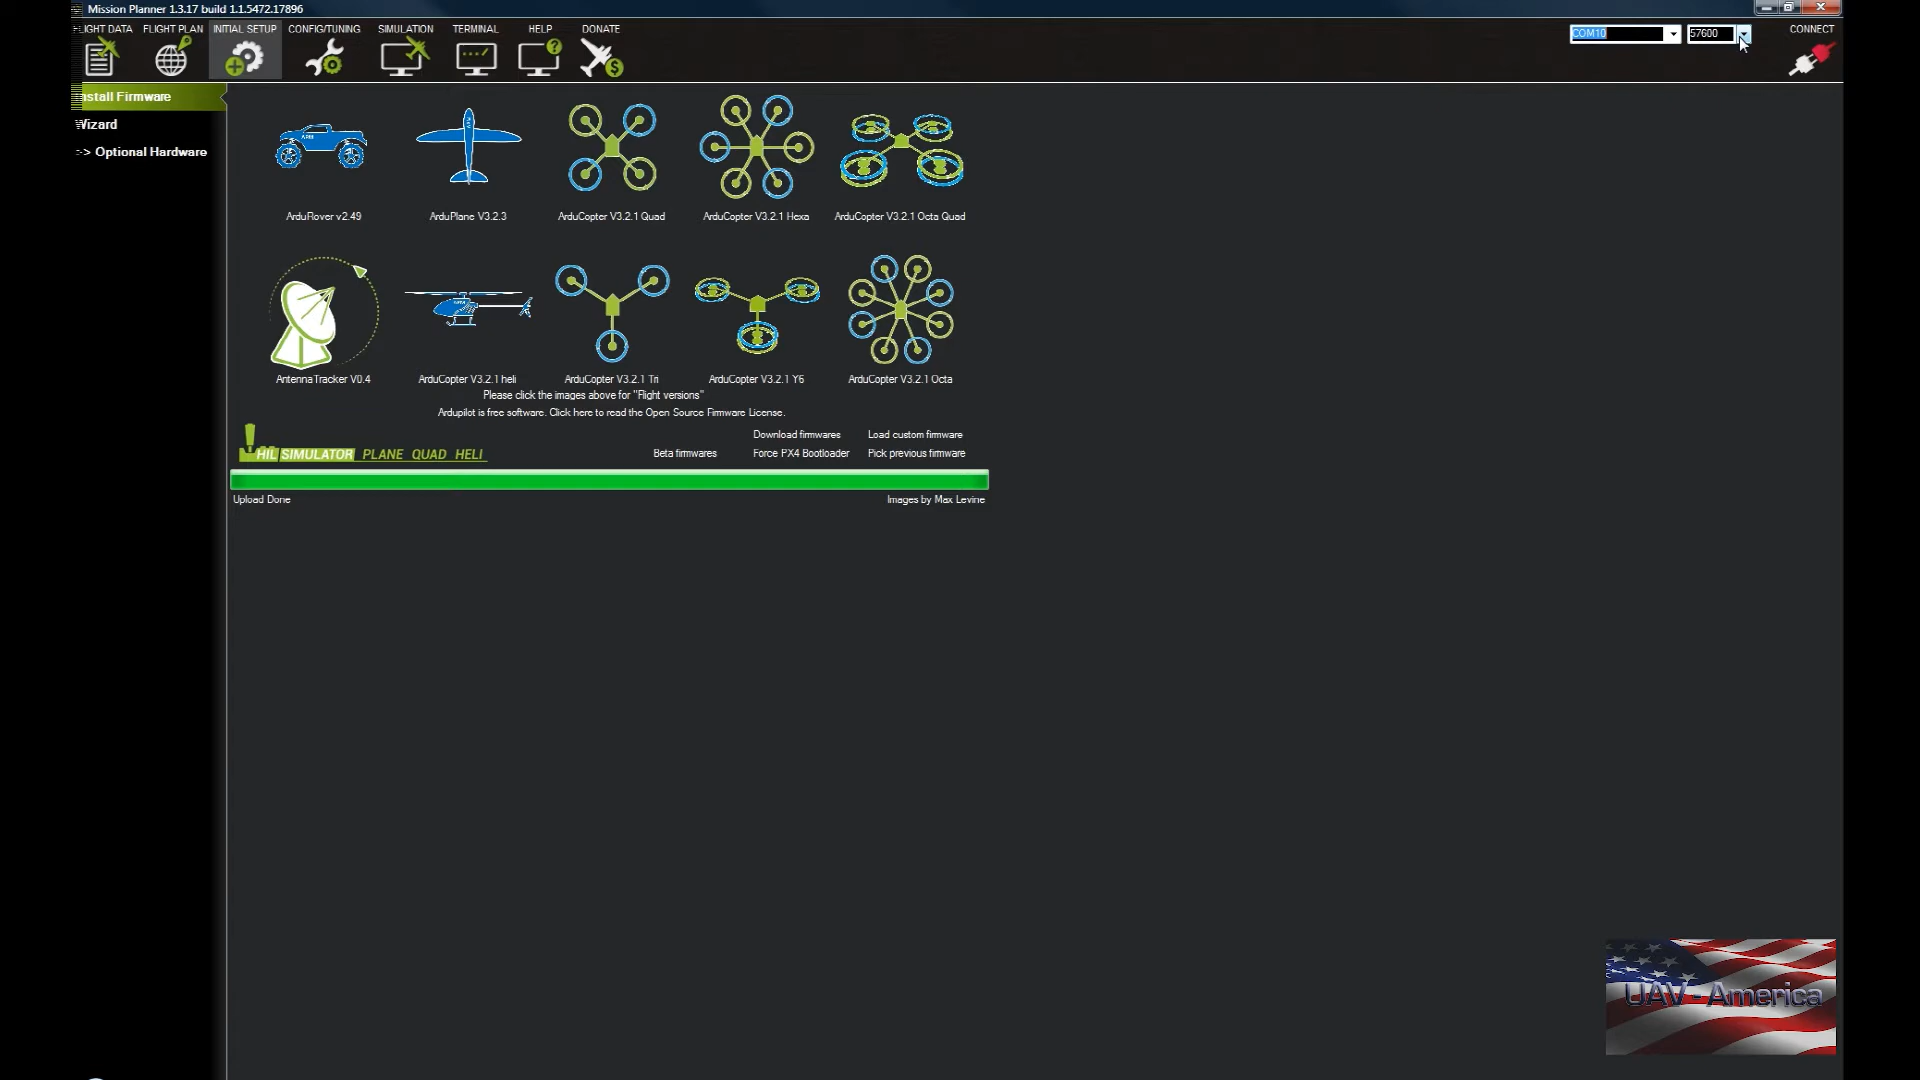 Mission Planner 1.3.17 build 1.1.5472.17896
FLIGHT DATA FLIGHT PLAN INITIAL SETUP CONFIG/TUNING SIMULATION TERMINAL HELP DONATE
COM10 57600 CONNECT
Install Firmware
Wizard
>> Optional Hardware
ArduRover v2.49 ArduPlane V3.2.3 ArduCopter V3.2.1 Quad ArduCopter V3.2.1 Hexa ArduCopter V3.2.1 Octa Quad
AntennaTracker V0.4 ArduCopter V3.2.1 heli ArduCopter V3.2.1 Tri ArduCopter V3.2.1 Y6 ArduCopter V3.2.1 Octa
Please click the images above for "Flight versions"
Ardupilot is free software. Click here to read the Open Source Firmware License.
Download firmwares Load custom firmware
HIL SIMULATOR PLANE QUAD HELI Beta firmwares Force PX4 Bootloader Pick previous firmware
Upload Done Images by Max Levine
UAV - America